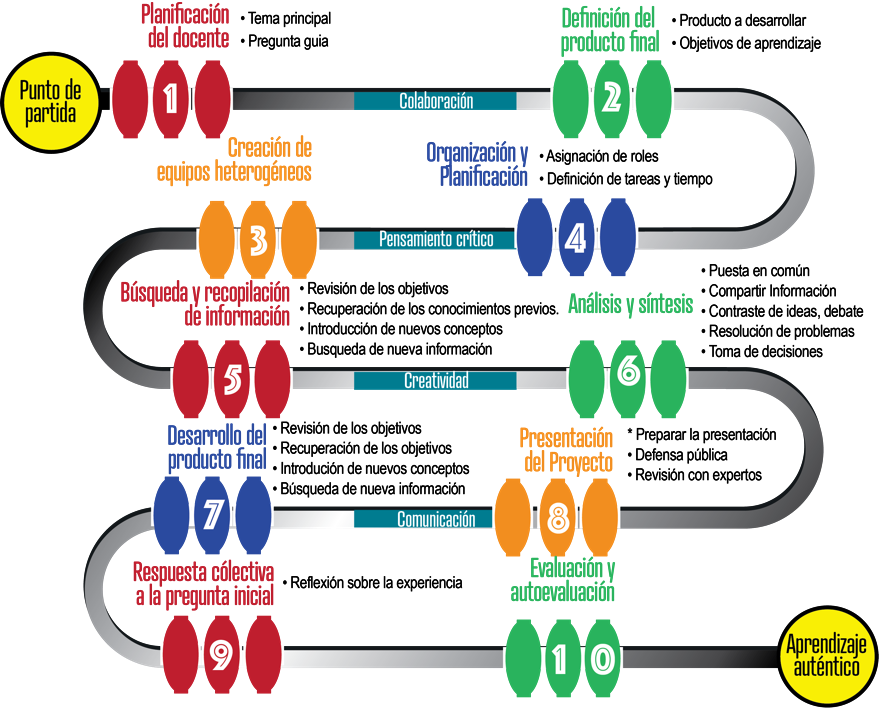 Planificación
del docente
• Tema principal
• Pregunta guia
Definición del
producto final
• Producto a desarrollar
• Objetivos de aprendizaje
Punto de
partida
1
Colaboración
2
Creación de
equipos heterogéneos
Organización y
Planificación
• Asignación de roles
• Definición de tareas y tiempo
3
Pensamiento crítico
4
Búsqueda y recopilación
de información
• Revisión de los objetivos
• Recuperación de los conocimientos previos.
• Introducción de nuevos conceptos
• Busqueda de nueva información
Análisis y síntesis
• Puesta en común
• Compartir Información
• Contraste de ideas, debate
• Resolución de problemas
• Toma de decisiones
5
Creatividad
6
Desarrollo del
producto final
• Revisión de los objetivos
• Recuperación de los objetivos
• Introdución de nuevos conceptos
• Búsqueda de nueva información
Presentación
del Proyecto
* Preparar la presentación
• Defensa pública
• Revisión con expertos
7
Comunicación
8
Respuesta cólectiva
a la pregunta inicial
• Reflexión sobre la experiencia
Evaluación y
autoevaluación
9
10
Aprendizaje
auténtico